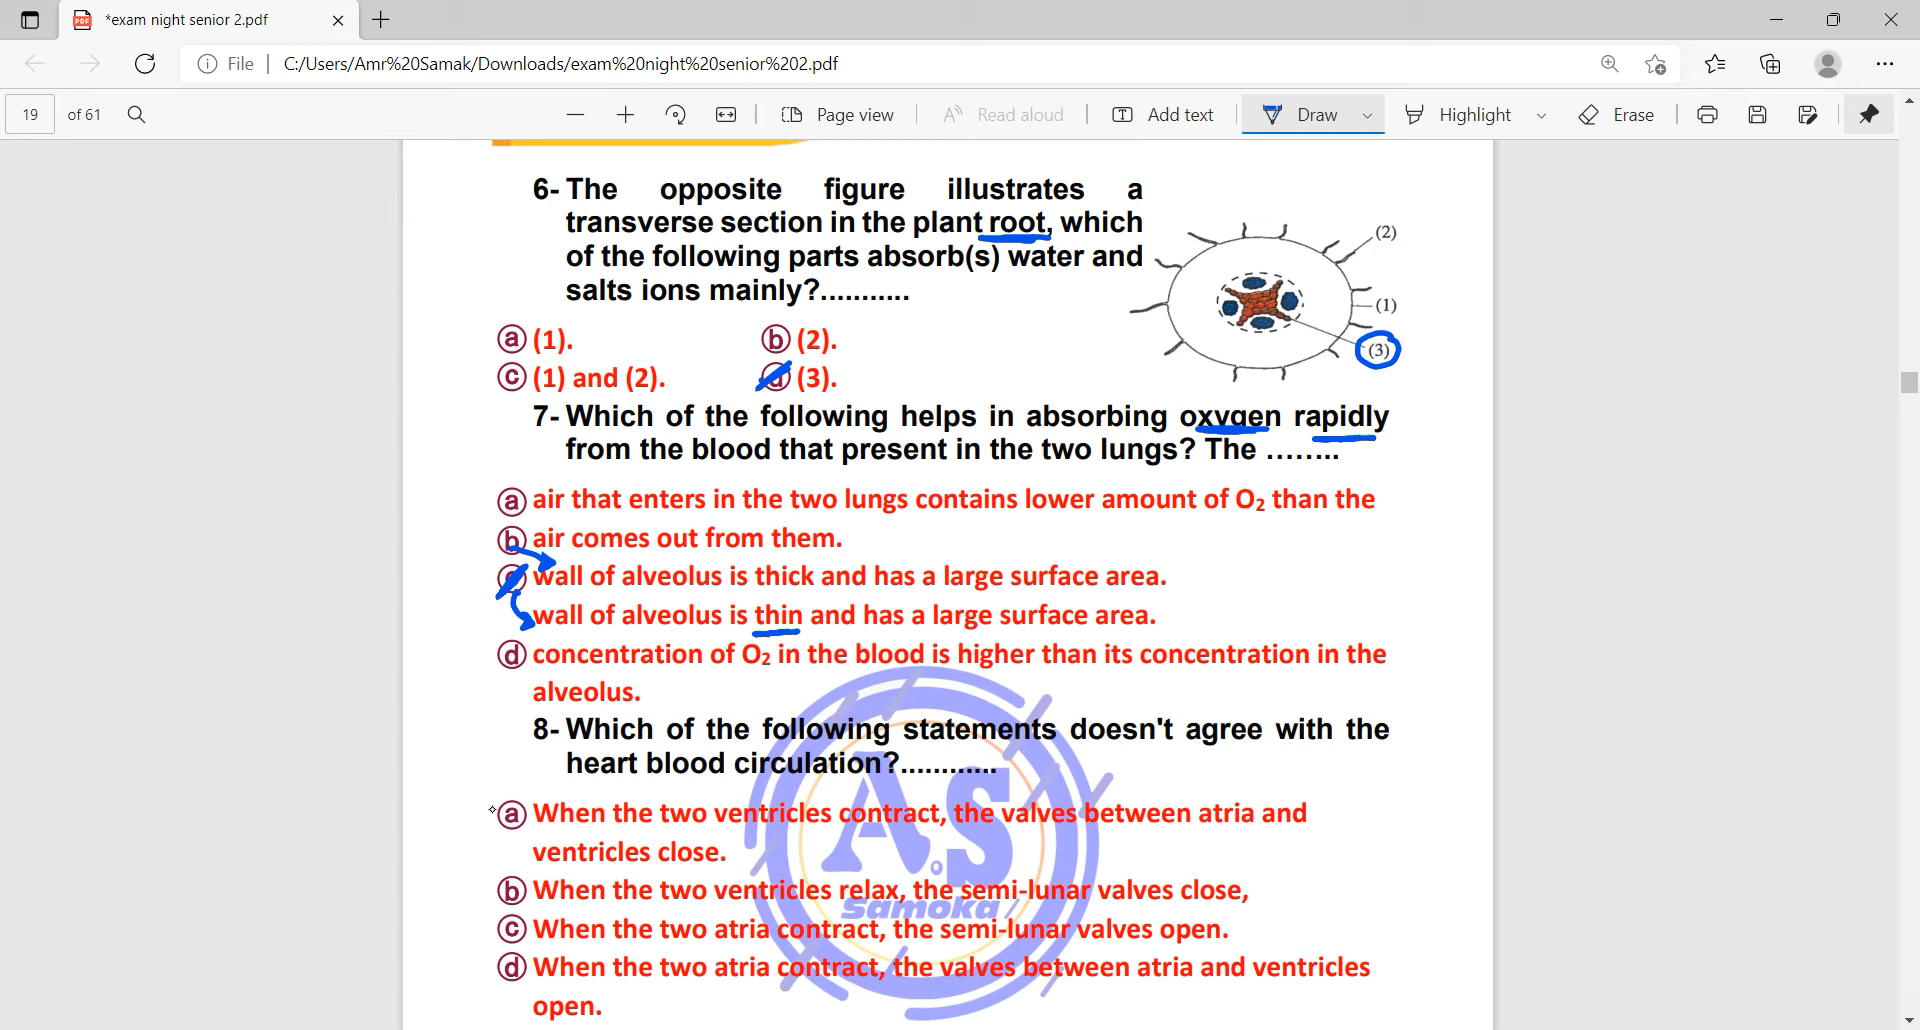 *exam night senior 2.pdf
File
C:/Users/Amr%20Samak/Downloads/exam%20night%20senior%202.pdf
19 of 61
Page view
Read aloud
Add text
Draw
Highlight
Erase
6- The opposite figure illustrates a
transverse section in the plant root, which
of the following parts absorb(s) water and
salts ions mainly?...........
(2)
(1)
(3)
a (1).
b (2).
c (1) and (2).
d (3).
7- Which of the following helps in absorbing oxygen rapidly
from the blood that present in the two lungs? The ........
a air that enters in the two lungs contains lower amount of O₂ than the
b air comes out from them.
c wall of alveolus is thick and has a large surface area.
wall of alveolus is thin and has a large surface area.
d concentration of O₂ in the blood is higher than its concentration in the
alveolus.
8- Which of the following statements doesn't agree with the
heart blood circulation?............
a When the two ventricles contract, the valves between atria and
ventricles close.
b When the two ventricles relax, the semi-lunar valves close,
c When the two atria contract, the semi-lunar valves open.
d When the two atria contract, the valves between atria and ventricles
open.
A.S
Samoka